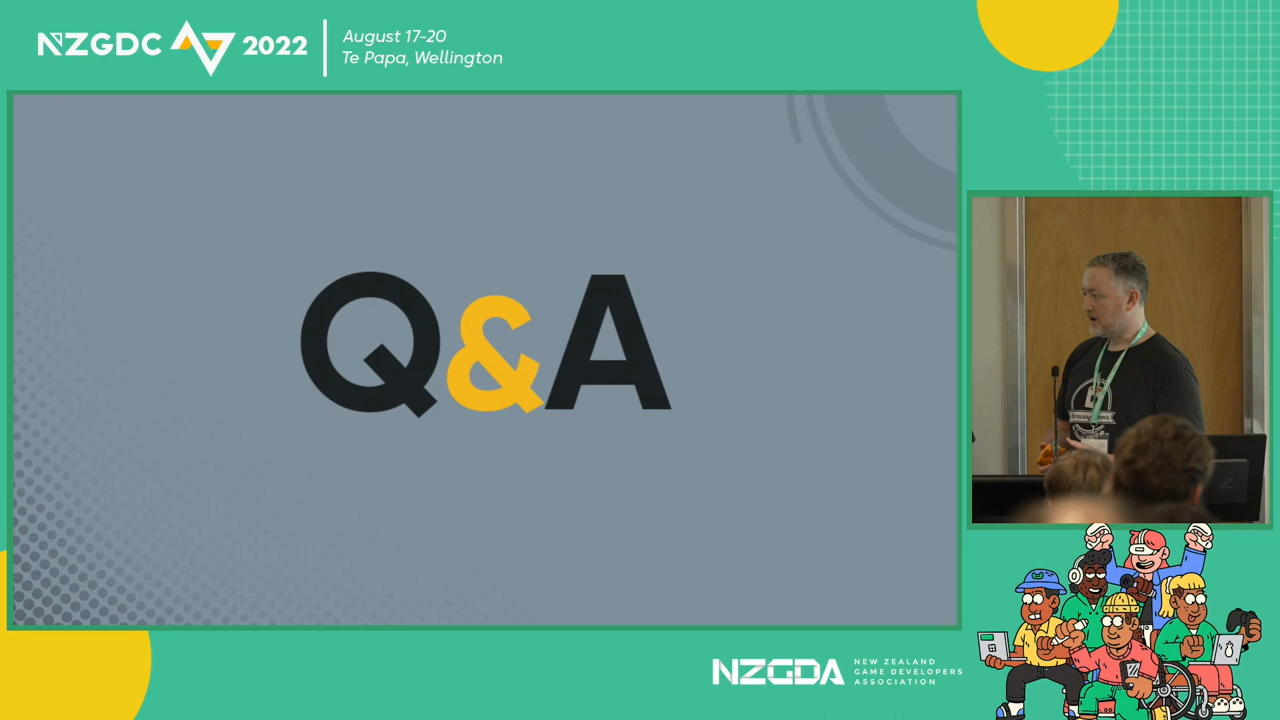 NZGDC
2022
August 17-20
Te Papa, Wellington
Q&A
NZGDA
NEW ZEALAND
GAME DEVELOPERS
ASSOCIATION